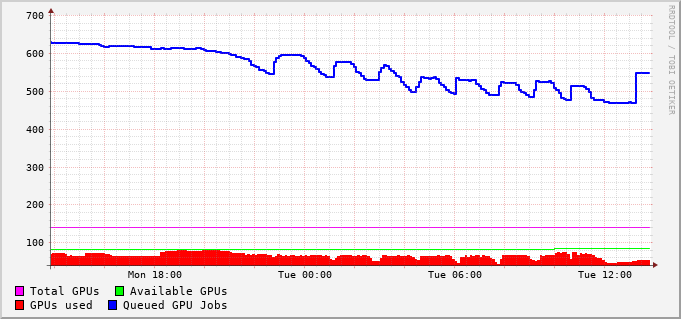 700
600
500
400
300
200
100
Mon 18:00 Tue 00:00 Tue 06:00 Tue 12:00
Total GPUs Available GPUs
GPUs used Queued GPU Jobs
RRDTOOL / TOBI OETIKER